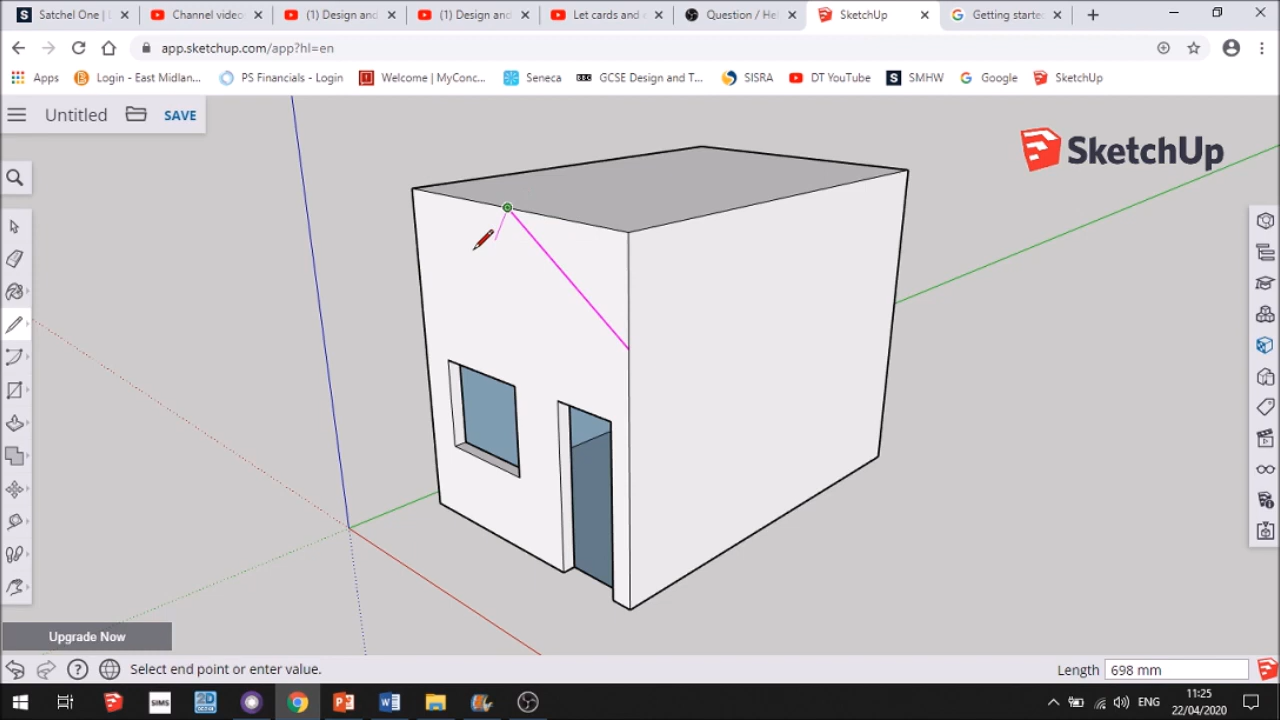 Satchel One |
Channel video
(1) Design and
(1) Design and
Let cards and
Question / He
SketchUp
Getting starte
app.sketchup.com/app?hl=en
Apps
Login - East Midlan...
PS Financials - Login
Welcome | MyConc...
Seneca
GCSE Design and T...
SISRA
DT YouTube
SMHW
Google
SketchUp
Untitled
SAVE
SketchUp
Upgrade Now
Select end point or enter value.
Length
698 mm
SIMS
2D
ENG
11:25
22/04/2020